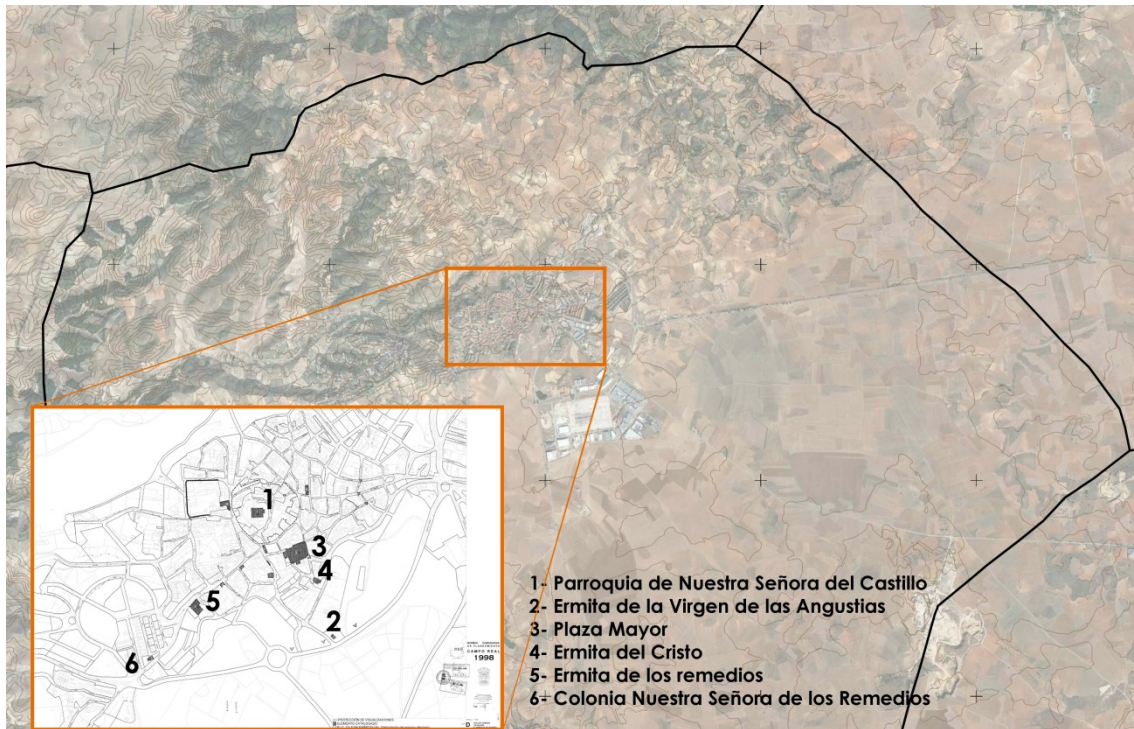 1
3
4
5
2
6
CAMPO REAL
1998
1- Parroquia de Nuestra Señora del Castillo
2- Ermita de la Virgen de las Angustias
3- Plaza Mayor
4- Ermita del Cristo
5- Ermita de los remedios
6- Colonia Nuestra Señora de los Remedios